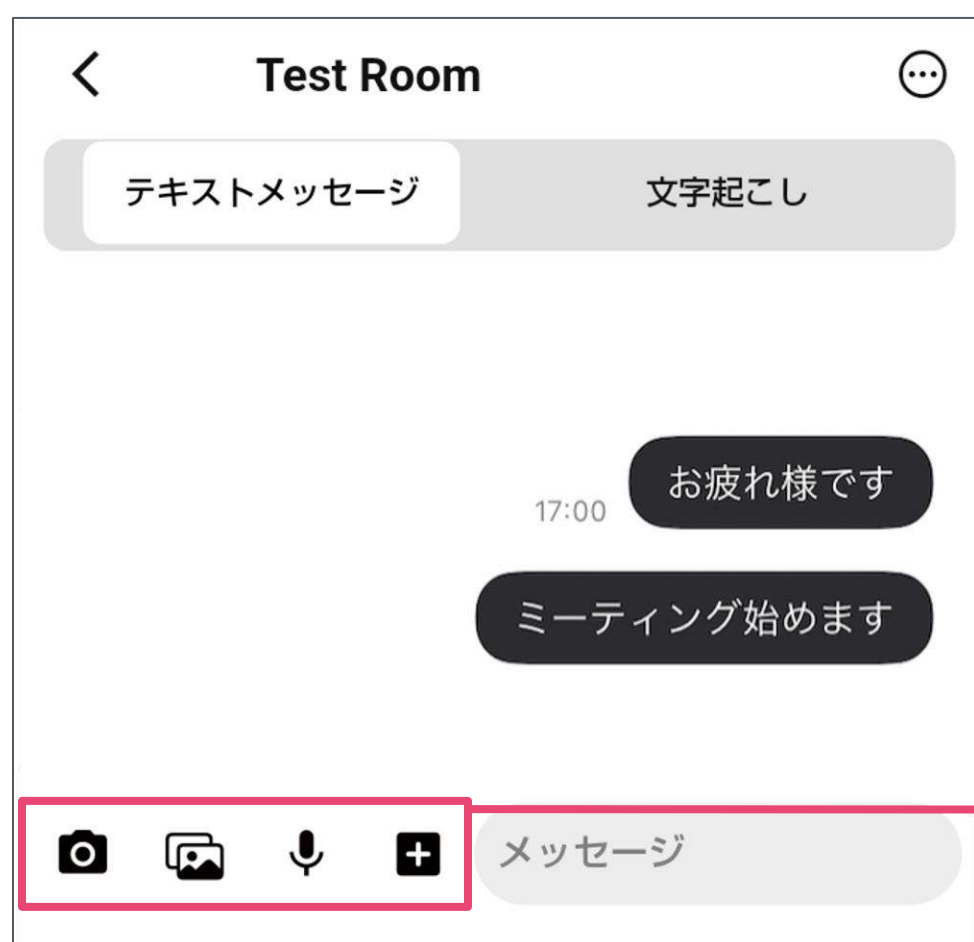 Test Room
テキストメッセージ
文字起こし
お疲れ様です
17:00
ミーティング始めます
メッセージ